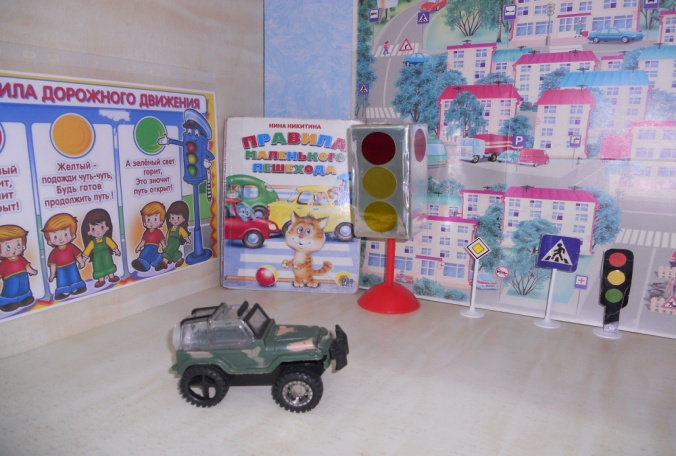 ИЛА ДОРОЖНОГО ДВИЖЕНИЯ
Желтый -
подожди чуть-чуть,
Будь готов
продолжить путь !
А зелёный свет
горит,
Это значит
путь открыт!
НИНА НИКИТИНА
ПРАВИЛА
МАЛЕНЬКОГО
ПЕШЕХОДА
P